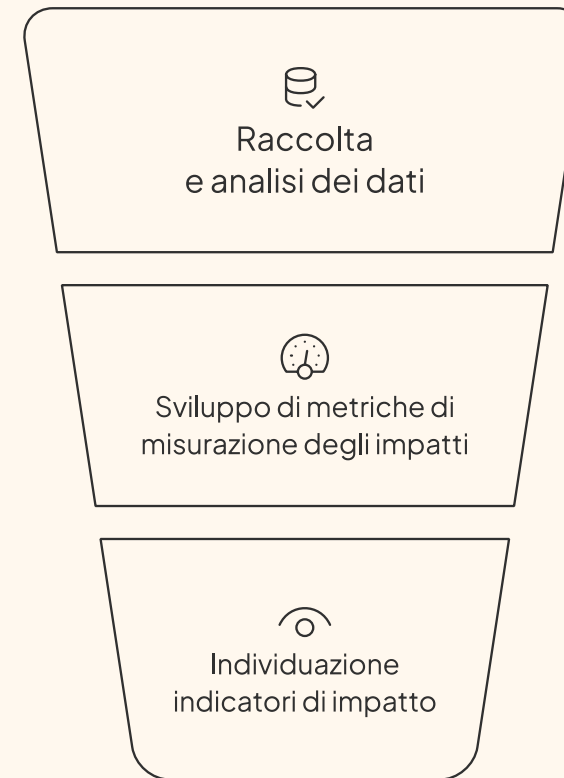 Raccolta
e analisi dei dati
Sviluppo di metriche di
misurazione degli impatti
Individuazione
indicatori di impatto